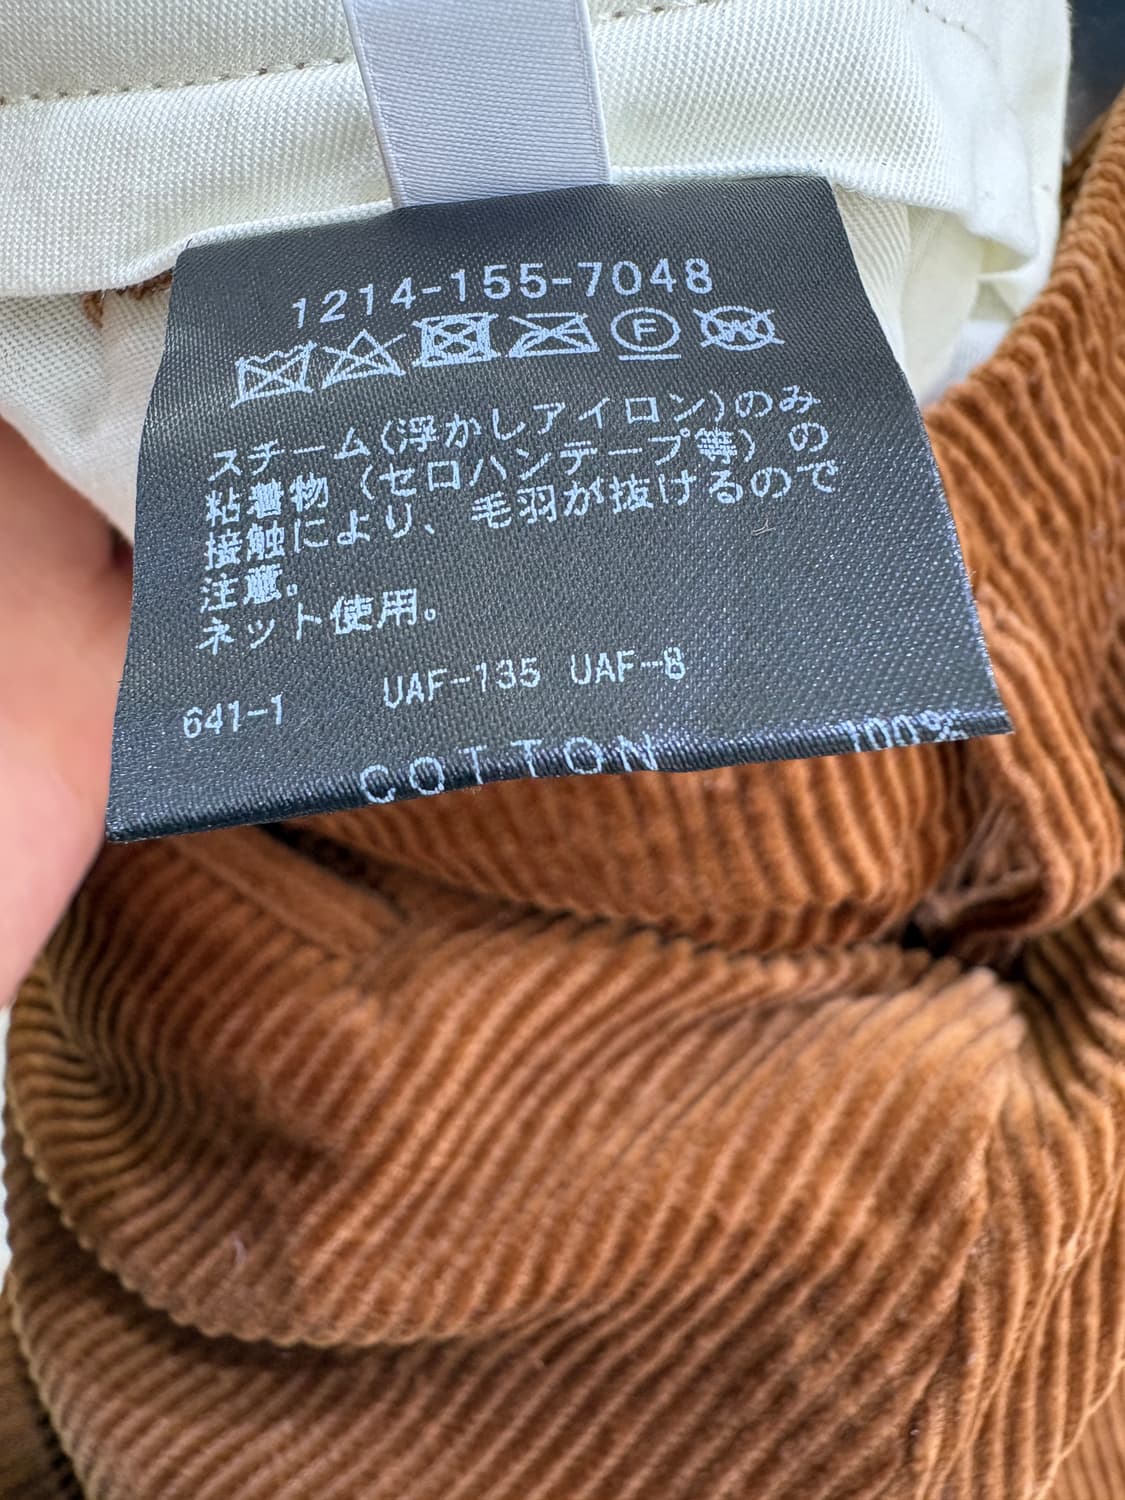 1214-155-7048
F W
スチーム(浮かしアイロン)のみ
粘着物（セロハンテープ等）の
接触により、毛羽が抜けるので
注意。
ネット使用。
641-1 UAF-135 UAF-8
COTTON 100%